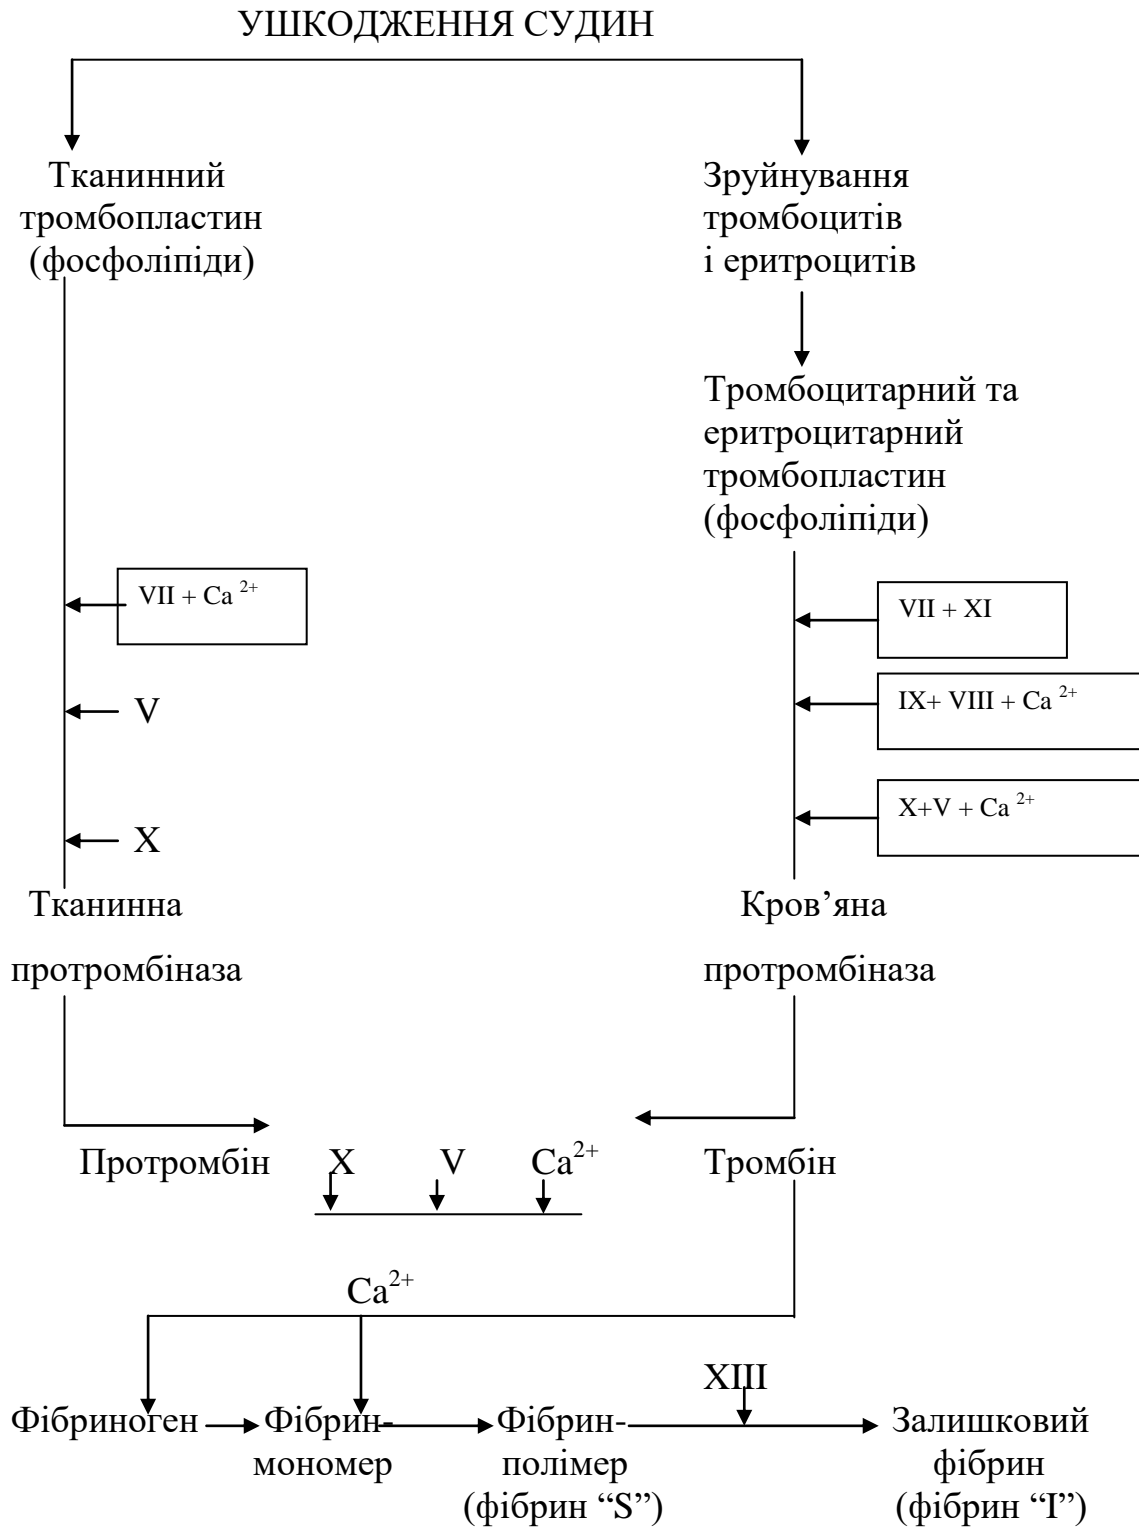 УШКОДЖЕННЯ СУДИН
Тканинний
тромбопластин
(фосфоліпіди)
Зруйнування
тромбоцитів
і еритроцитів
Тромбоцитарний та
еритроцитарний
тромбопластин
(фосфоліпіди)
VII + Ca 2+
V
X
VII + XI
IX+ VIII + Ca 2+
X+V + Ca 2+
Тканинна
протромбіназа
Кров’яна
протромбіназа
Протромбін X V Ca2+ Тромбін
Ca2+
XIII
Фібриноген
Фібрин-
мономер
Фібрин-
полімер
(фібрин “S”)
Залишковий
фібрин
(фібрин “I”)